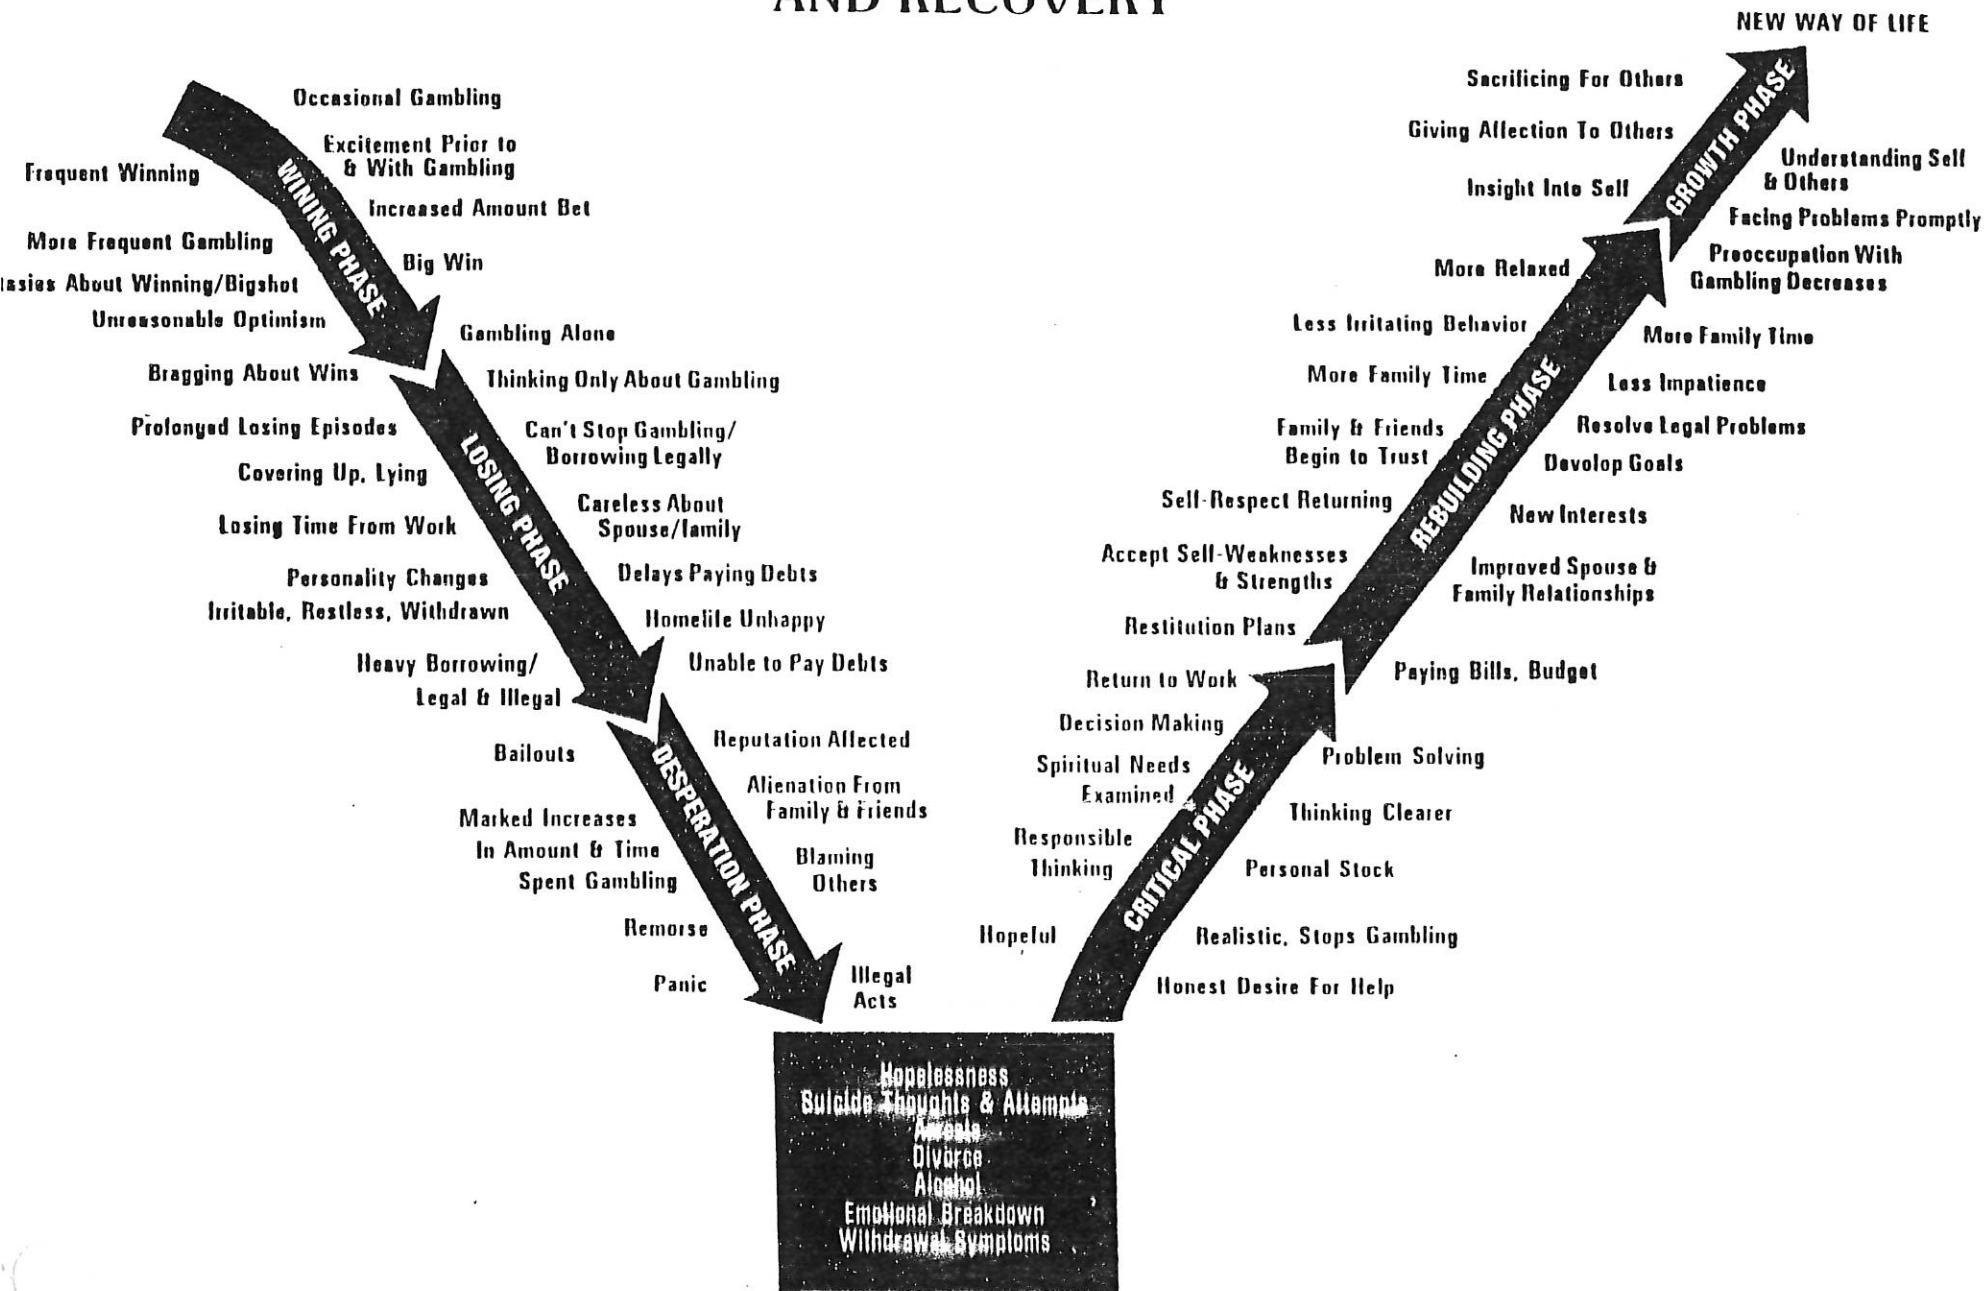 AND RECOVERY
NEW WAY OF LIFE
Occasional Gambling
Excitement Prior to
& With Gambling
Frequent Winning
Increased Amount Bet
More Frequent Gambling
Big Win
asies About Winning/Bigshot
Unreasonable Optimism
WINING PHASE
Gambling Alone
Bragging About Wins
Thinking Only About Gambling
Prolonged Losing Episodes
Can't Stop Gambling/
Borrowing Legally
Covering Up, Lying
Careless About
Spouse/family
Losing Time From Work
LOSING PHASE
Personality Changes
Irritable, Restless, Withdrawn
Delays Paying Debts
Homelife Unhappy
Heavy Borrowing/
Legal & Illegal
Unable to Pay Debts
Bailouts
Reputation Affected
Alienation From
Family & Friends
Marked Increases
In Amount & Time
Spent Gambling
DESPERATION PHASE
Blaming
Others
Remorse
Panic
Illegal
Acts
Hopelessness
Suicide Thoughts & Attempts
Arrests
Divorce
Alcohol
Emotional Breakdown
Withdrawal Symptoms
Honest Desire For Help
Hopeful
Realistic, Stops Gambling
CRITICAL PHASE
Personal Stock
Responsible
Thinking
Thinking Clearer
Spiritual Needs
Examined
Problem Solving
Decision Making
Return to Work
Paying Bills, Budget
Restitution Plans
Improved Spouse &
Family Relationships
Accept Self-Weaknesses
& Strengths
New Interests
Self-Respect Returning
REBUILDING PHASE
Develop Goals
Family & Friends
Begin to Trust
Resolve Legal Problems
Less Impatience
More Family Time
More Family Time
Less Irritating Behavior
More Relaxed
Preoccupation With
Gambling Decreases
Facing Problems Promptly
Insight Into Self
GROWTH PHASE
Understanding Self
& Others
Giving Affection To Others
Sacrificing For Others